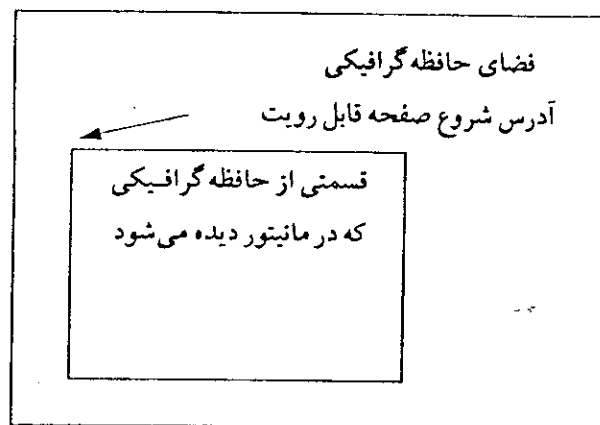 فضای حافظه گرافیکی
آدرس شروع صفحه قابل رویت
قسمتی از حافظه گرافیکی
که در مانیتور دیده می‌شود